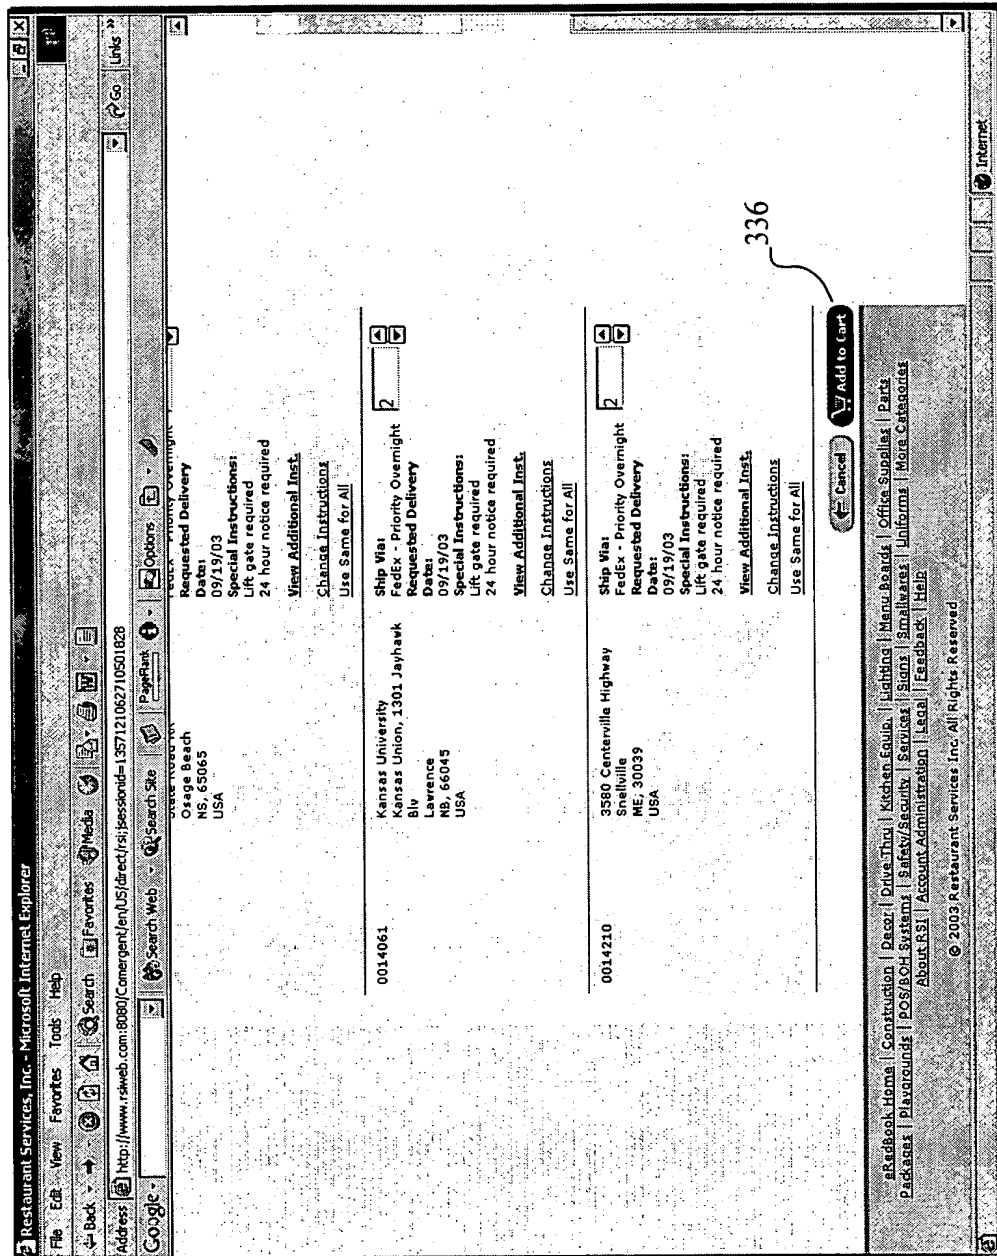 Restaurant Services, Inc. - Microsoft Internet Explorer
File Edit View Favorites Tools Help
Back Search Favorites Media
Address http://www.rsiweb.com:8080/Comergent/en/US/direct/rsi;jsessionid=13571210627105018​28 Go Links »
Google Search Web Search Site PageRank Options
State Road
Osage Beach
NS, 65065
USA
Priority Overnight
Requested Delivery
Date:
09/19/03
Special Instructions:
Lift gate required
24 hour notice required
View Additional Inst.
Change Instructions
Use Same for All
0014061
Kansas University
Kansas Union, 1301 Jayhawk
Blv
Lawrence
NB, 66045
USA
Ship Via:
FedEx - Priority Overnight
Requested Delivery
Date:
09/19/03
Special Instructions:
Lift gate required
24 hour notice required
View Additional Inst.
Change Instructions
Use Same for All
2
0014210
3580 Centerville Highway
Snellville
ME, 30039
USA
Ship Via:
FedEx - Priority Overnight
Requested Delivery
Date:
09/19/03
Special Instructions:
Lift gate required
24 hour notice required
View Additional Inst.
Change Instructions
Use Same for All
2
Cancel Add to Cart
336
eRedBook Home | Construction | Decor | Drive Thru | Kitchen Equip. | Lighting | Menu Boards | Office Supplies | Parts
Packages | Playgrounds | POS/BOH Systems | Safety/Security | Services | Signs | Smallwares | Uniforms | More Categories
About RSI | Account Administration | Legal | Feedback | Help
© 2003 Restaurant Services Inc. All Rights Reserved
Internet